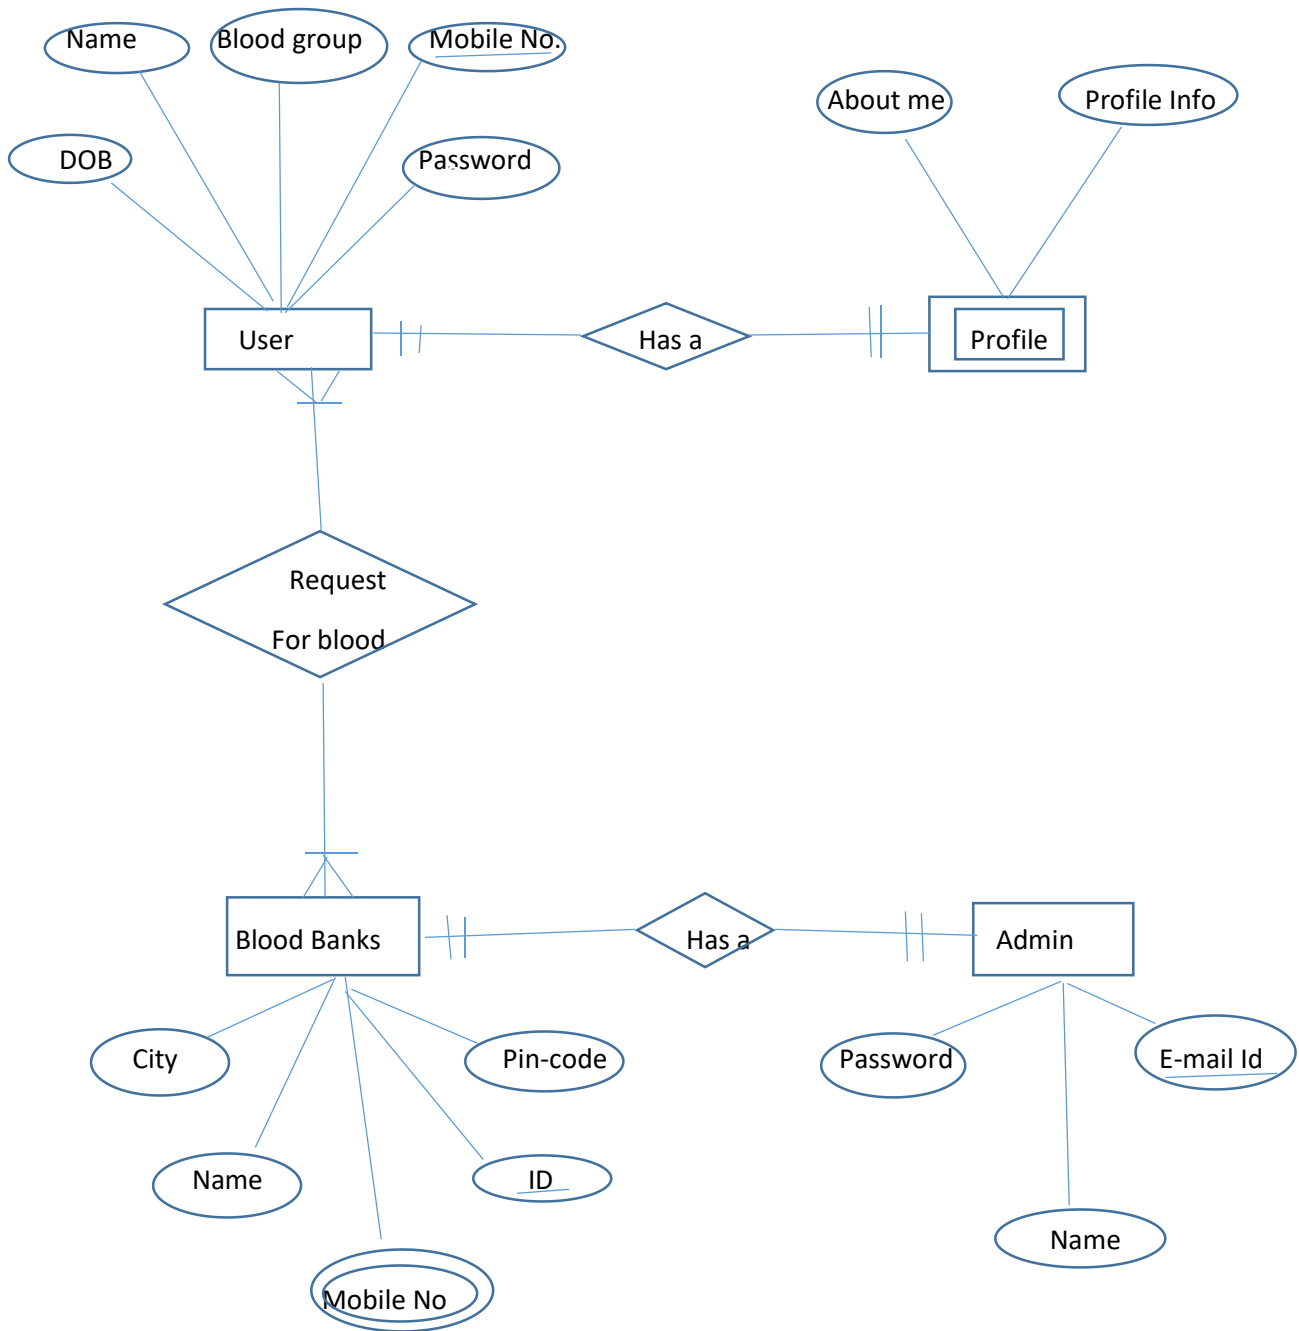 Name
Blood group
Mobile No.
About me
Profile Info
DOB
Password
User
Has a
Profile
Request
For blood
Blood Banks
Has a
Admin
City
Pin-code
Password
E-mail Id
Name
ID
Name
Mobile No